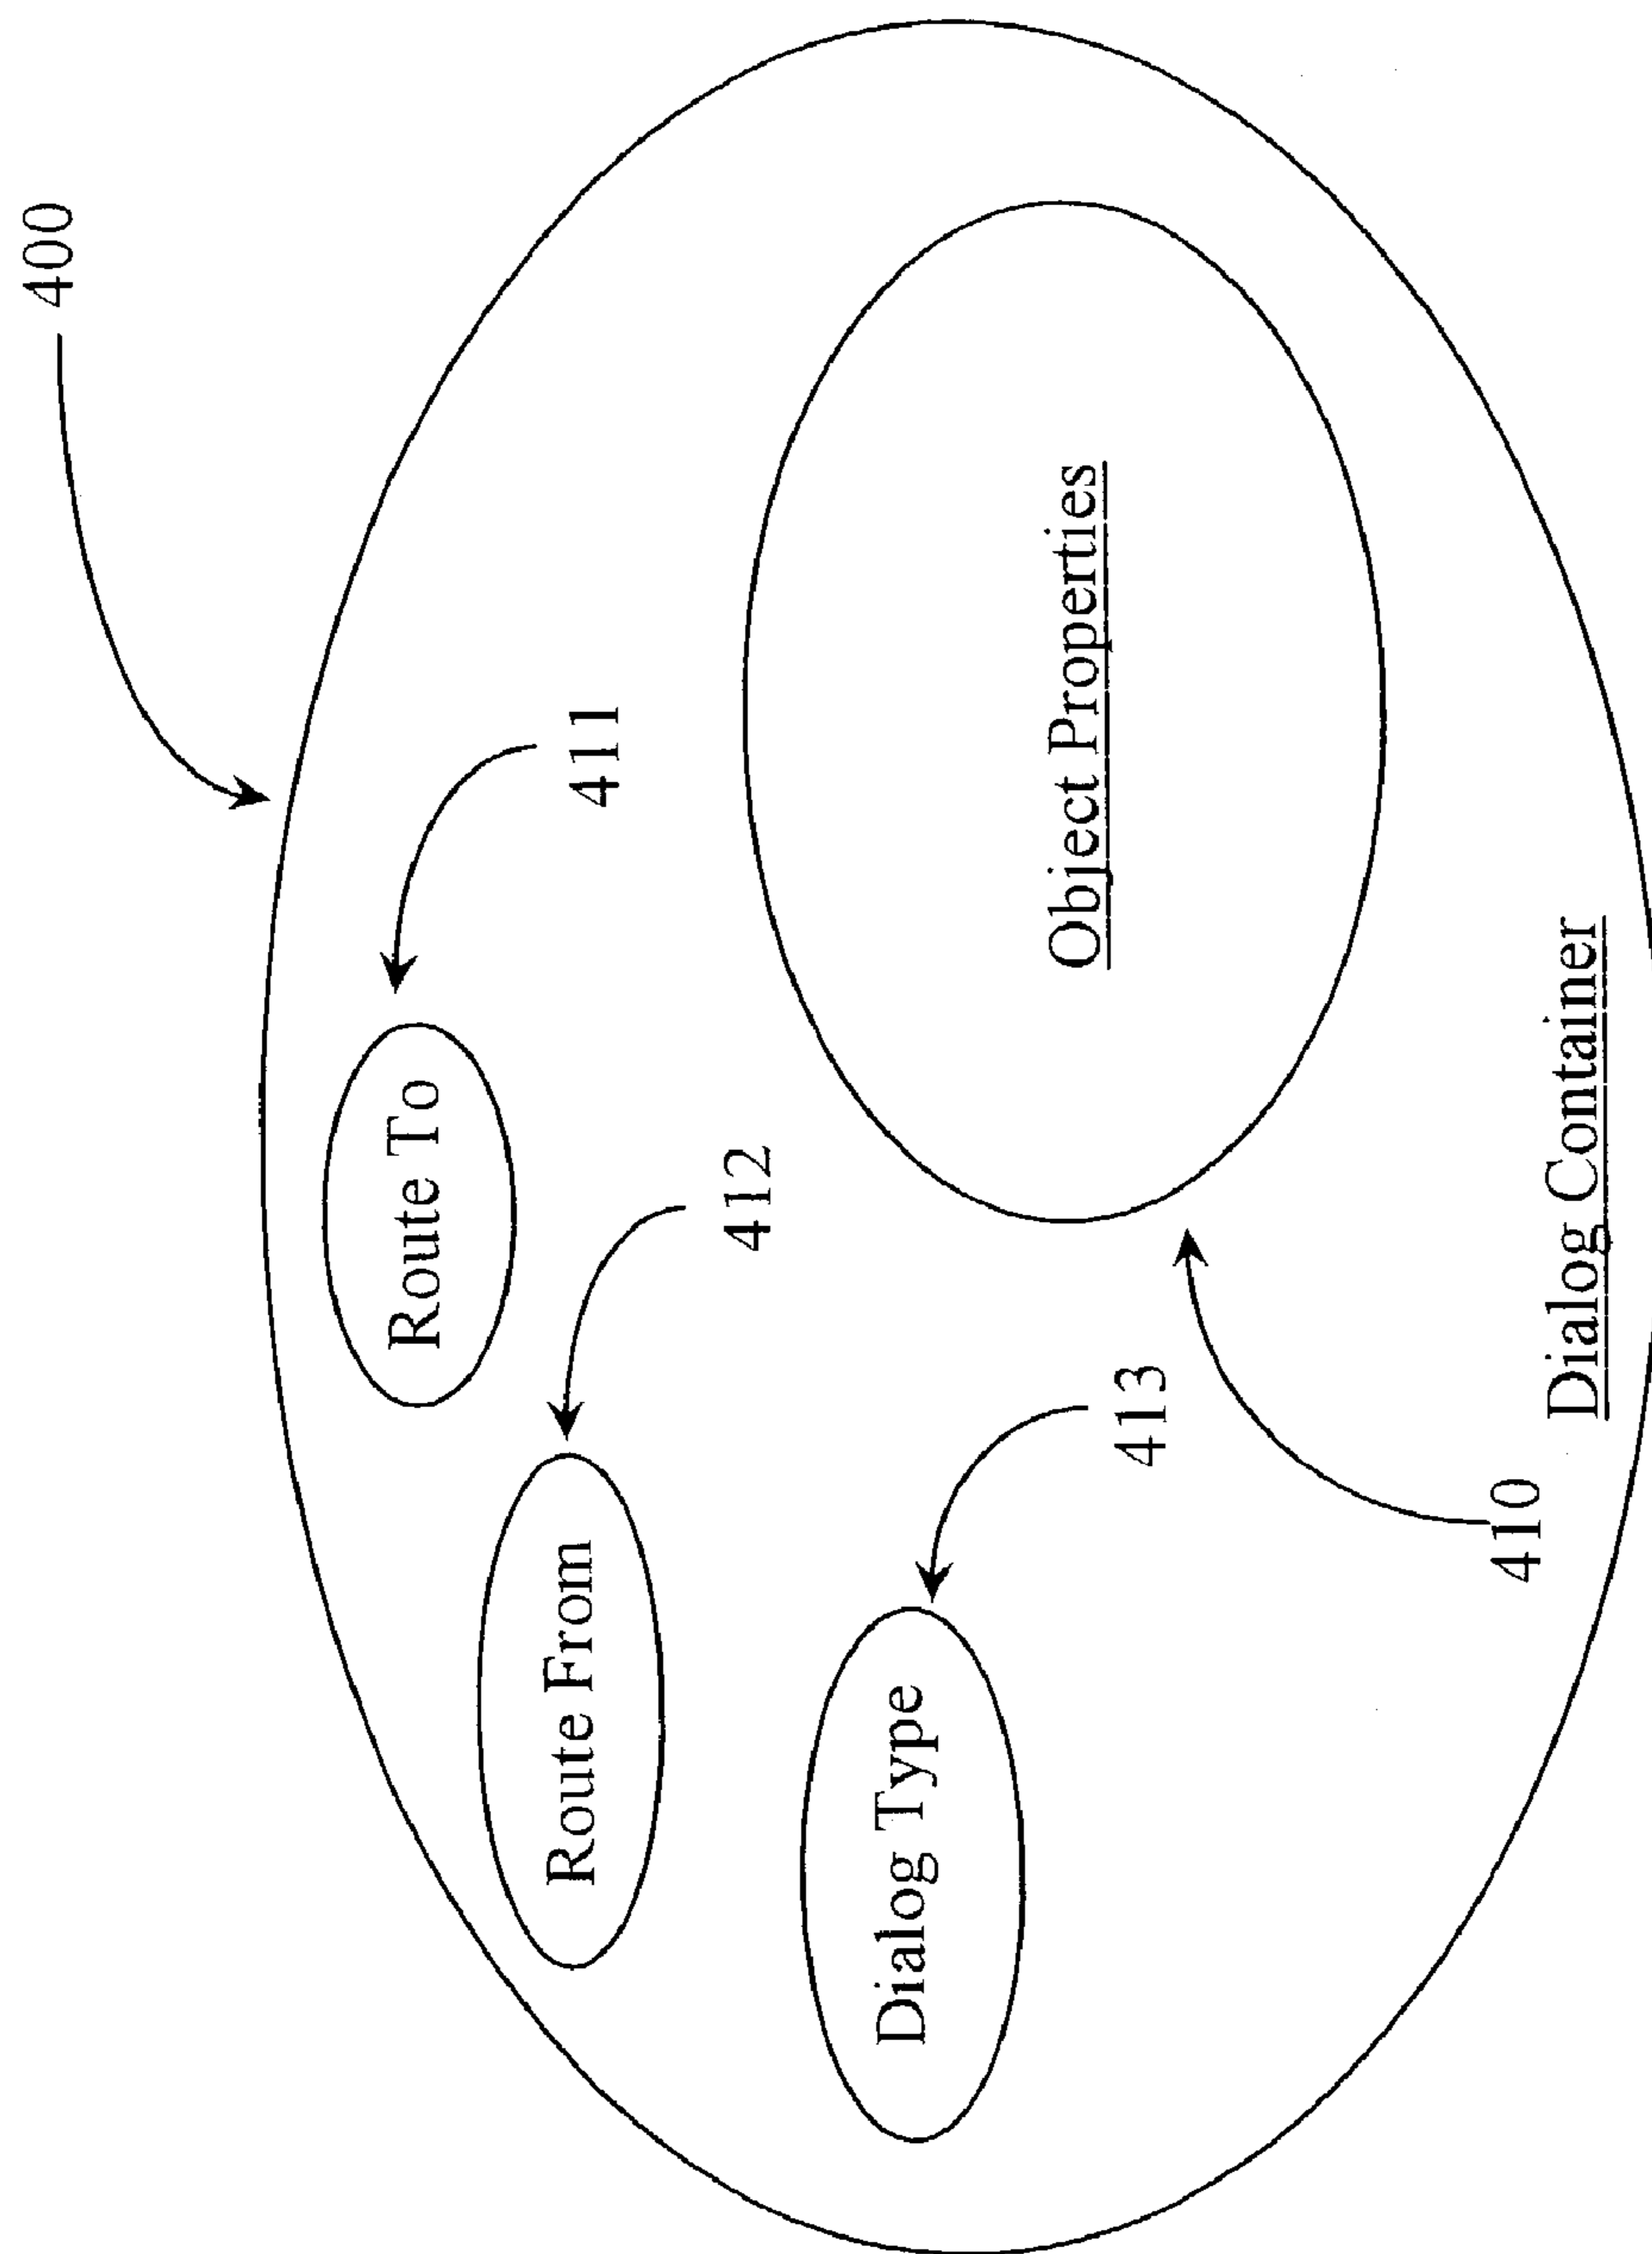 400
Route To
411
Route From
412
Dialog Type
413
Object Properties
410
Dialog Container